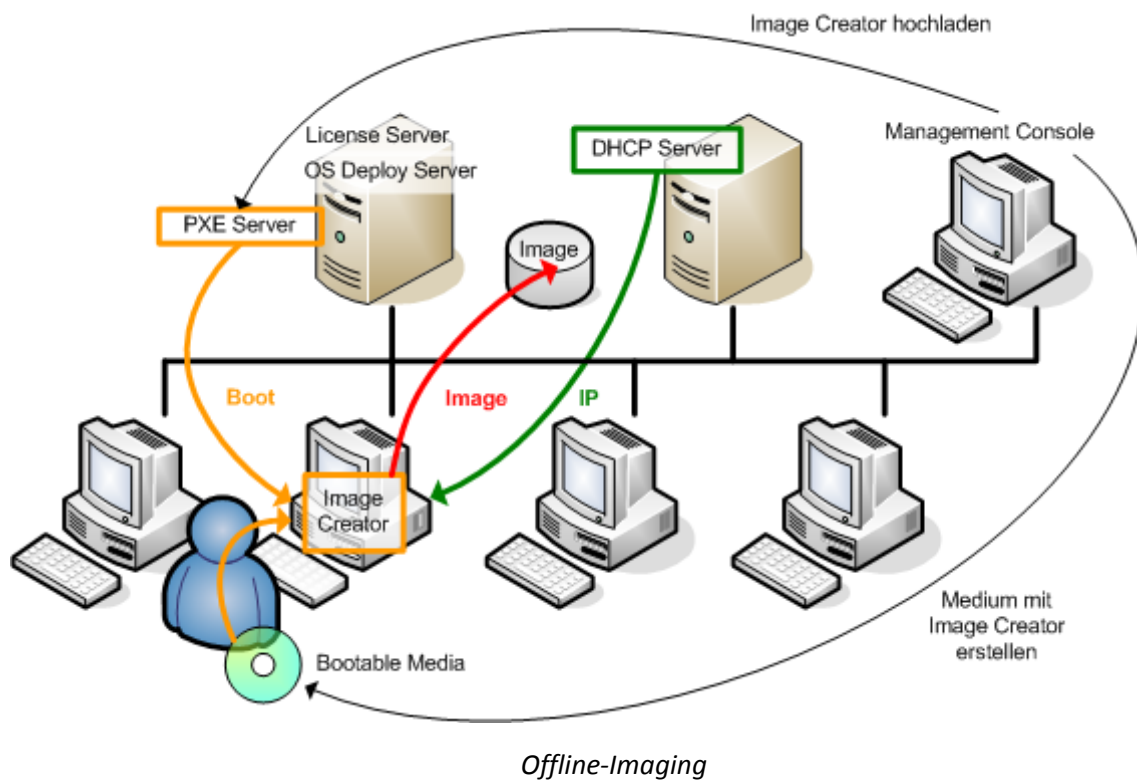 Image Creator hochladen
License Server
OS Deploy Server
DHCP Server
Management Console
PXE Server
Image
Boot
Image
IP
Image
Creator
Medium mit
Image Creator
erstellen
Bootable Media
Offline-Imaging